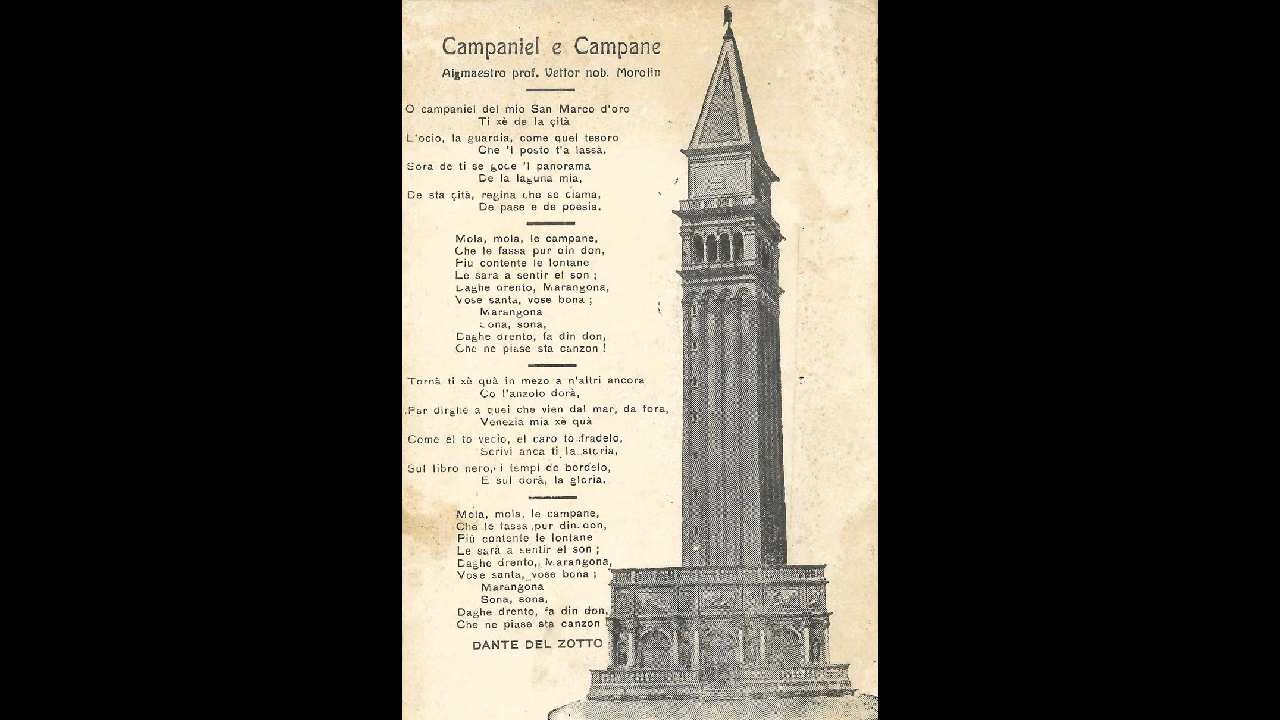 Campaniel e Campane
Al maestro prof. Vettor nob. Morolin
O campaniel del mio San Marco d'oro
Ti xè de la çità
L'ocio, la guardia, come quel tesoro
Che 'l posto t'a lassà.
Sora de ti se gode 'l panorama
De la laguna mia,
De sta çità, regina che se ciama,
De pase e de poesia.
Mola, mola, le campane,
Che le fassa pur din don,
Più contente le lontane
Le sarà a sentir el son ;
Daghe drento, Marangona,
Vose santa, vose bona ;
Marangona
Sona, sona,
Daghe drento, fa din don,
Che ne piase sta canzon !
Tornà ti xè quà in mezo a n'altri ancora
Co l'anzolo dorà,
Per dirghe a quei che vien dal mar, da fora,
Venezia mia xè quà
Come el to vecio, el caro to fradelo,
Scrivi anca ti la storia,
Sul libro nero, i tempi de bordelo,
E sul dorà, la gloria.
Mola, mola, le campane,
Che le fassa pur din don,
Più contente le lontane
Le sarà a sentir el son ;
Daghe drento, Marangona,
Vose santa, vose bona ;
Marangona
Sona, sona,
Daghe drento, fa din don,
Che ne piase sta canzon
DANTE DEL ZOTTO